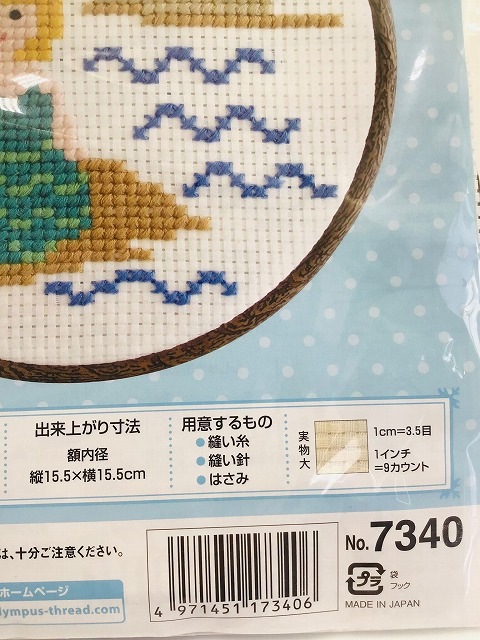 出来上がり寸法
額内径
縦15.5×横15.5cm
用意するもの
●縫い糸
●縫い針
●はさみ
実物大
1cm=3.5目
1インチ
=9カウント
は、十分ご注意ください。
ホームページ
lympus-thread.com/
No.7340
プラ
袋
フック
MADE IN JAPAN
4 971451 173406